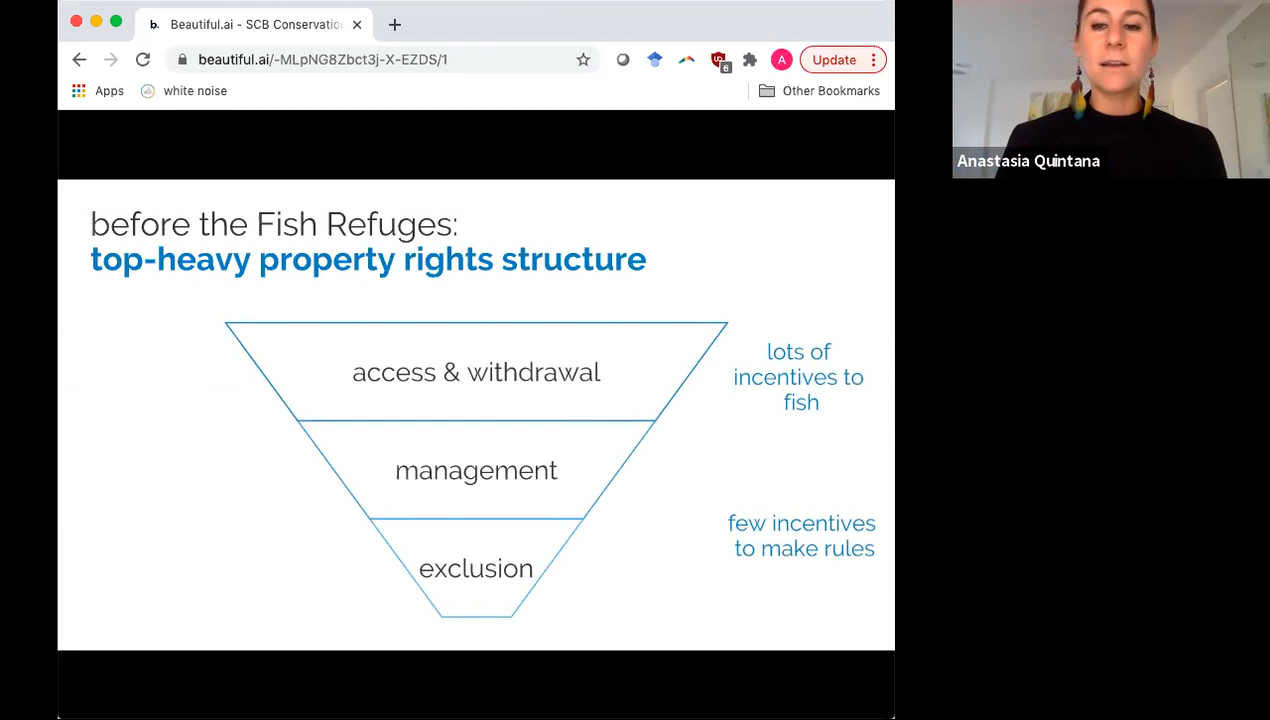 b. Beautiful.ai - SCB Conservatio
beautiful.ai/-MLpNG8Zbct3j-X-EZDS/1
6
A
Update
Apps
white noise
Other Bookmarks
Anastasia Quintana
before the Fish Refuges:
top-heavy property rights structure
access & withdrawal
lots of
incentives to
fish
management
few incentives
to make rules
exclusion